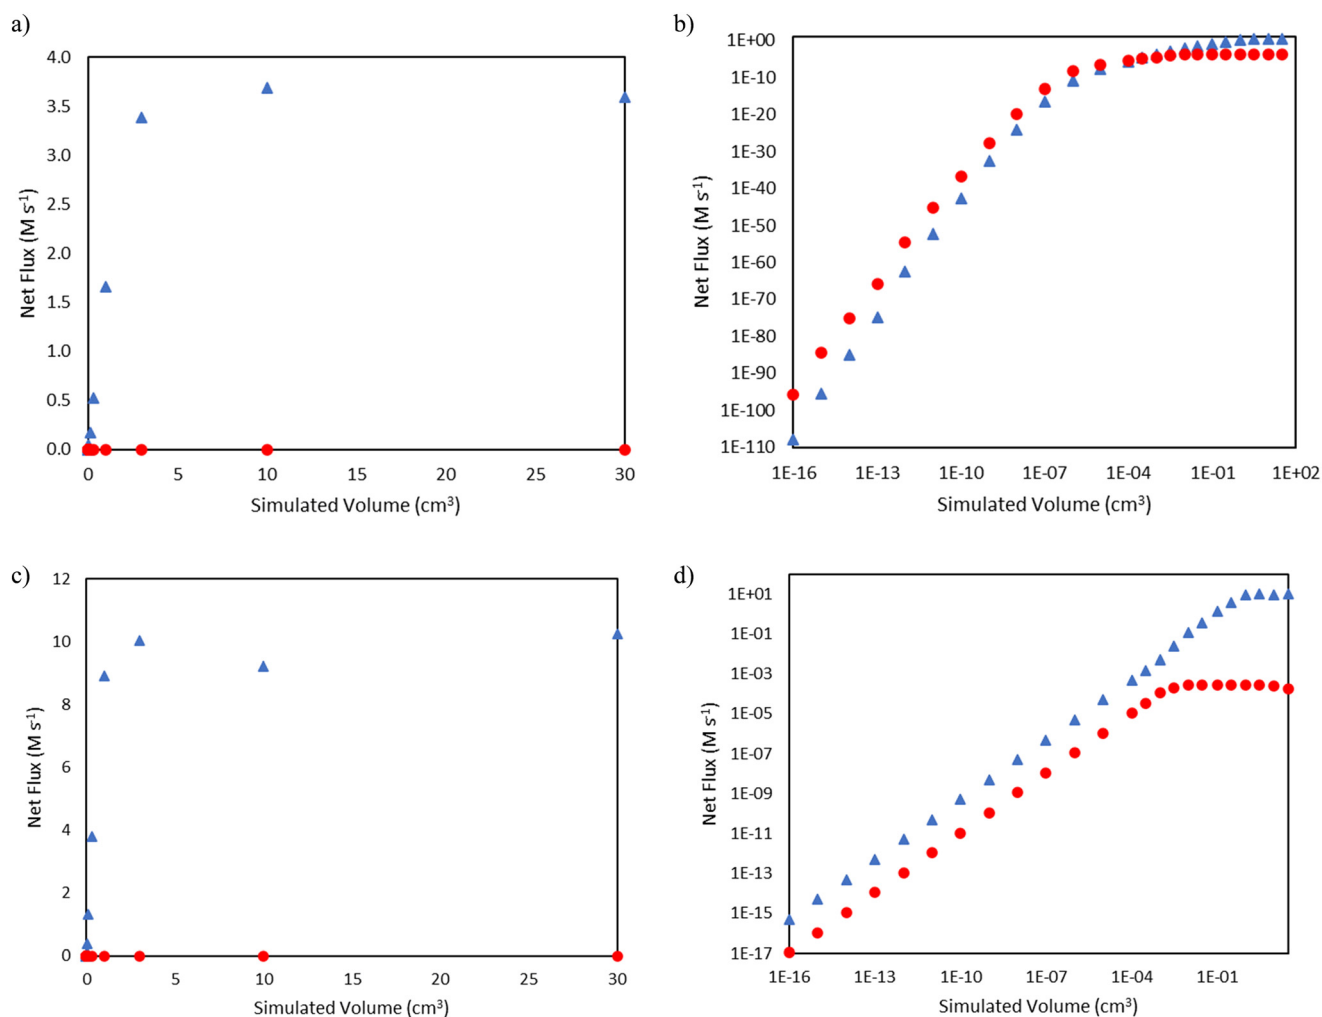 a)
4.0
3.5
3.0
2.5
2.0
1.5
1.0
0.5
0.0
Net Flux (M s⁻¹)
0 5 10 15 20 25 30
Simulated Volume (cm³)
b)
1E+00
1E-10
1E-20
1E-30
1E-40
1E-50
1E-60
1E-70
1E-80
1E-90
1E-100
1E-110
Net Flux (M s⁻¹)
1E-16 1E-13 1E-10 1E-07 1E-04 1E-01 1E+02
Simulated Volume (cm³)
c)
12
10
8
6
4
2
0
Net Flux (M s⁻¹)
0 5 10 15 20 25 30
Simulated Volume (cm³)
d)
1E+01
1E-01
1E-03
1E-05
1E-07
1E-09
1E-11
1E-13
1E-15
1E-17
Net Flux (M s⁻¹)
1E-16 1E-13 1E-10 1E-07 1E-04 1E-01
Simulated Volume (cm³)